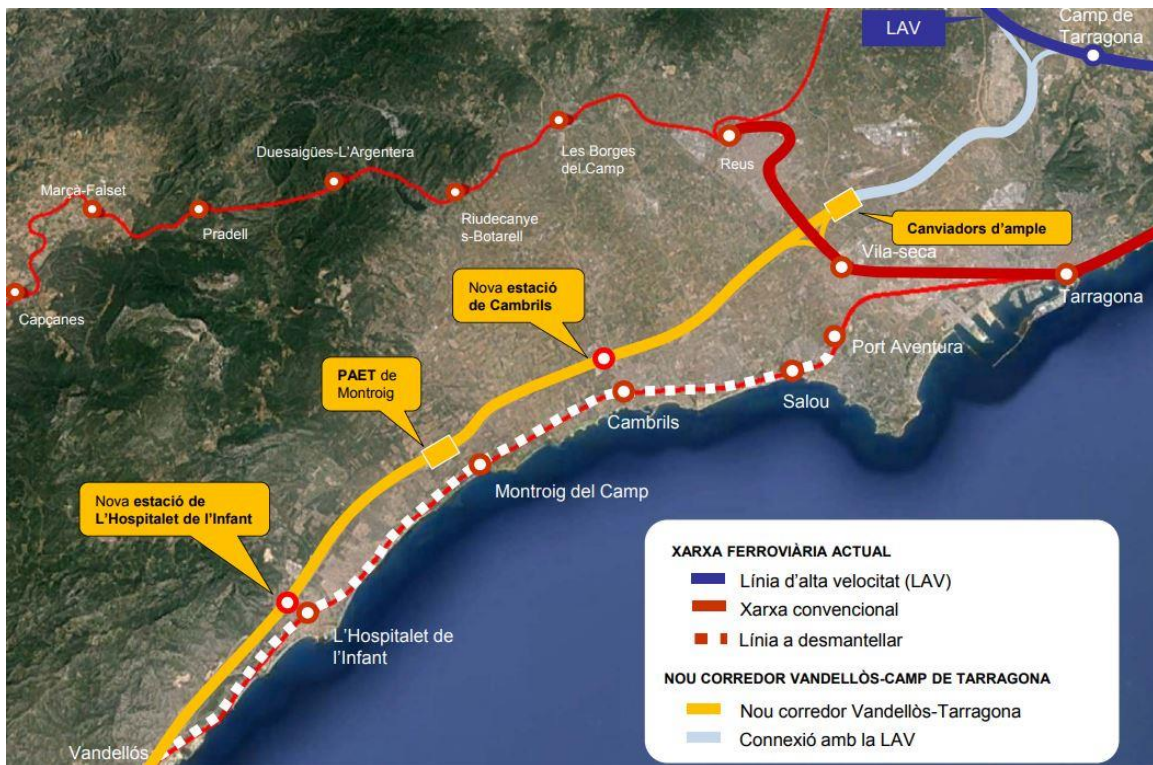 LAV
Camp de
Tarragona
Les Borges
del Camp
Reus
Duesaigües-L'Argentera
Marçà-Falset
Pradell
Riudecanye
s-Botarell
Canviadors d'ample
Vila-seca
Nova estació
de Cambrils
Capçanes
Tarragona
Port Aventura
PAET de
Montroig
Salou
Cambrils
Montroig del Camp
Nova estació de
L'Hospitalet de l'Infant
L'Hospitalet de
l'Infant
Vandellós
XARXA FERROVIÀRIA ACTUAL
Línia d'alta velocitat (LAV)
Xarxa convencional
Línia a desmantellar
NOU CORREDOR VANDELLÒS-CAMP DE TARRAGONA
Nou corredor Vandellòs-Tarragona
Connexió amb la LAV